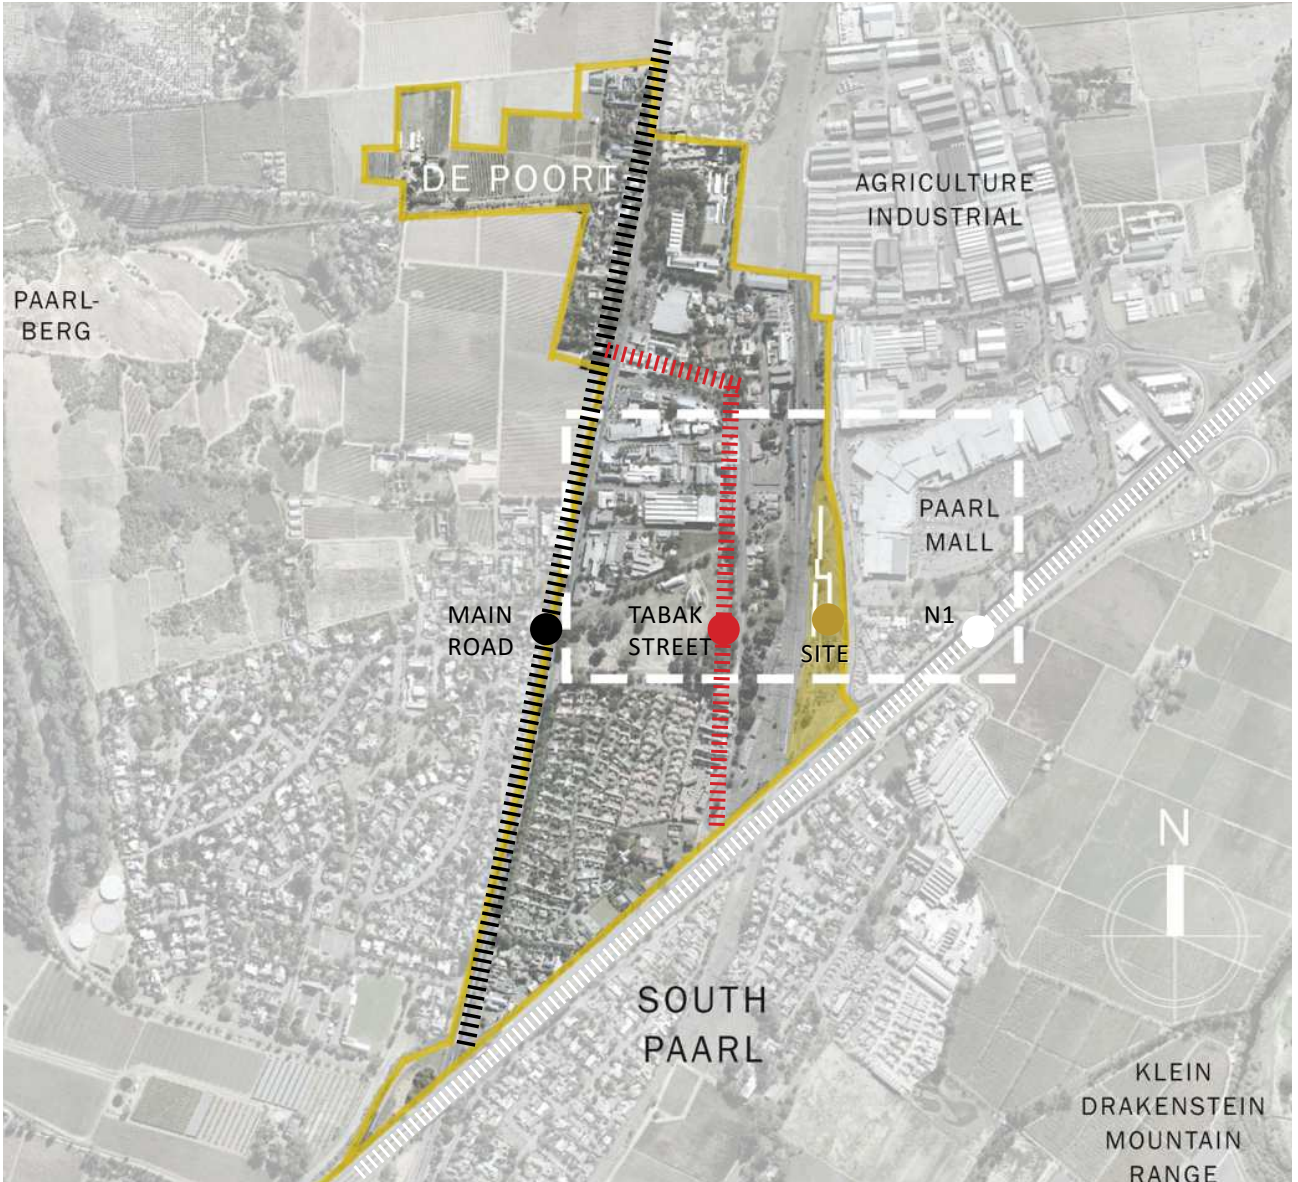 DE POORT
AGRICULTURE
INDUSTRIAL
PAARL-
BERG
PAARL
MALL
MAIN
ROAD
TABAK
STREET
SITE
N1
N
SOUTH
PAARL
KLEIN
DRAKENSTEIN
MOUNTAIN
RANGE